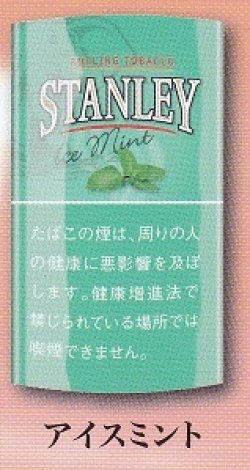 ROLLING TOBACCO
STANLEY
Ice Mint
たばこの煙は、周りの人
の健康に悪影響を及ぼ
します。健康増進法で
禁じられている場所では
喫煙できません。
アイスミント